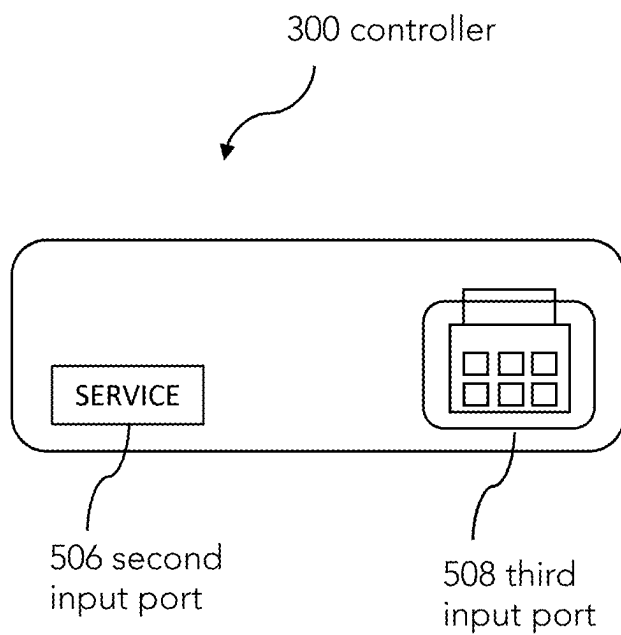 300 controller
SERVICE
506 second
input port
508 third
input port